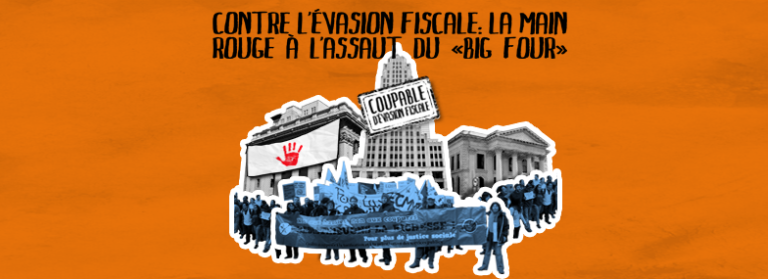 CONTRE L'ÉVASION FISCALE: LA MAIN
ROUGE À L'ASSAUT DU «BIG FOUR»
COUPABLE
D'ÉVASION FISCALE
Pour plus de justice sociale